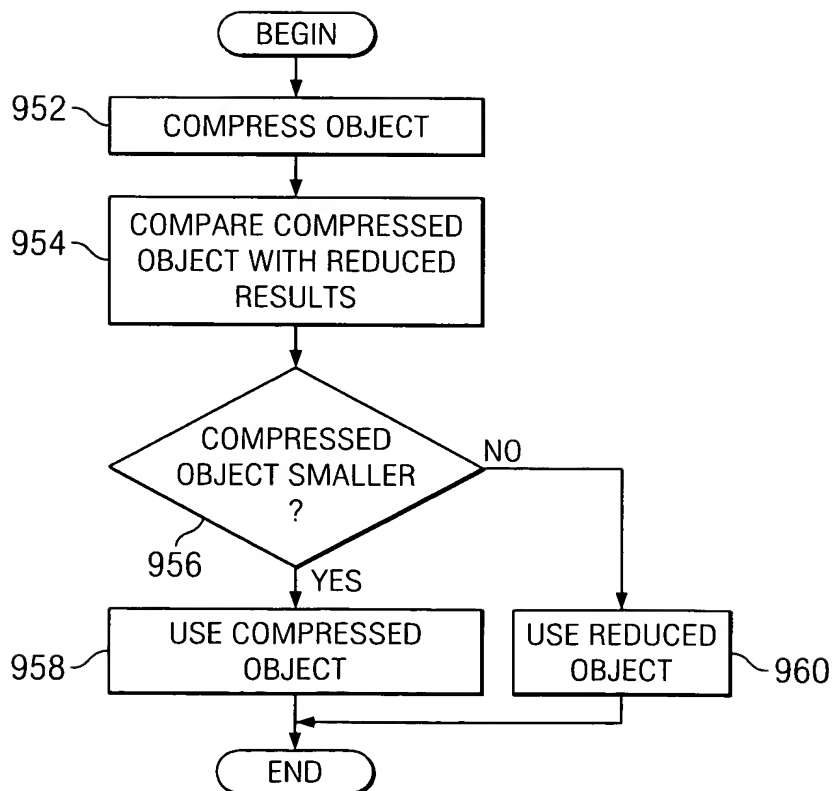 BEGIN
952
COMPRESS OBJECT
954
COMPARE COMPRESSED
OBJECT WITH REDUCED
RESULTS
COMPRESSED
OBJECT SMALLER
?
NO
956
YES
958
USE COMPRESSED
OBJECT
USE REDUCED
OBJECT
960
END